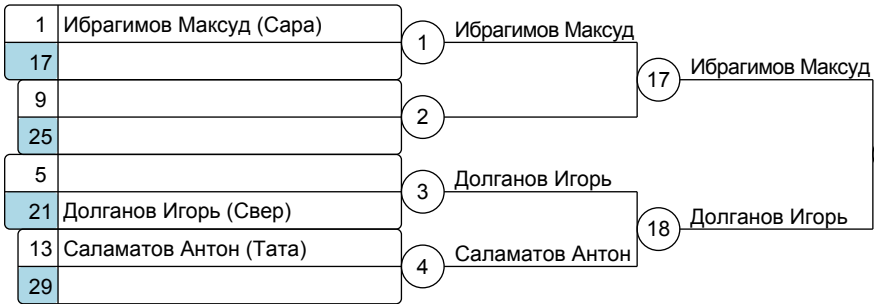 1 Ибрагимов Максуд (Сара)
17
9
25
5
21 Долганов Игорь (Свер)
13 Саламатов Антон (Тата)
29
1 Ибрагимов Максуд
2
3 Долганов Игорь
4 Саламатов Антон
17 Ибрагимов Максуд
18 Долганов Игорь